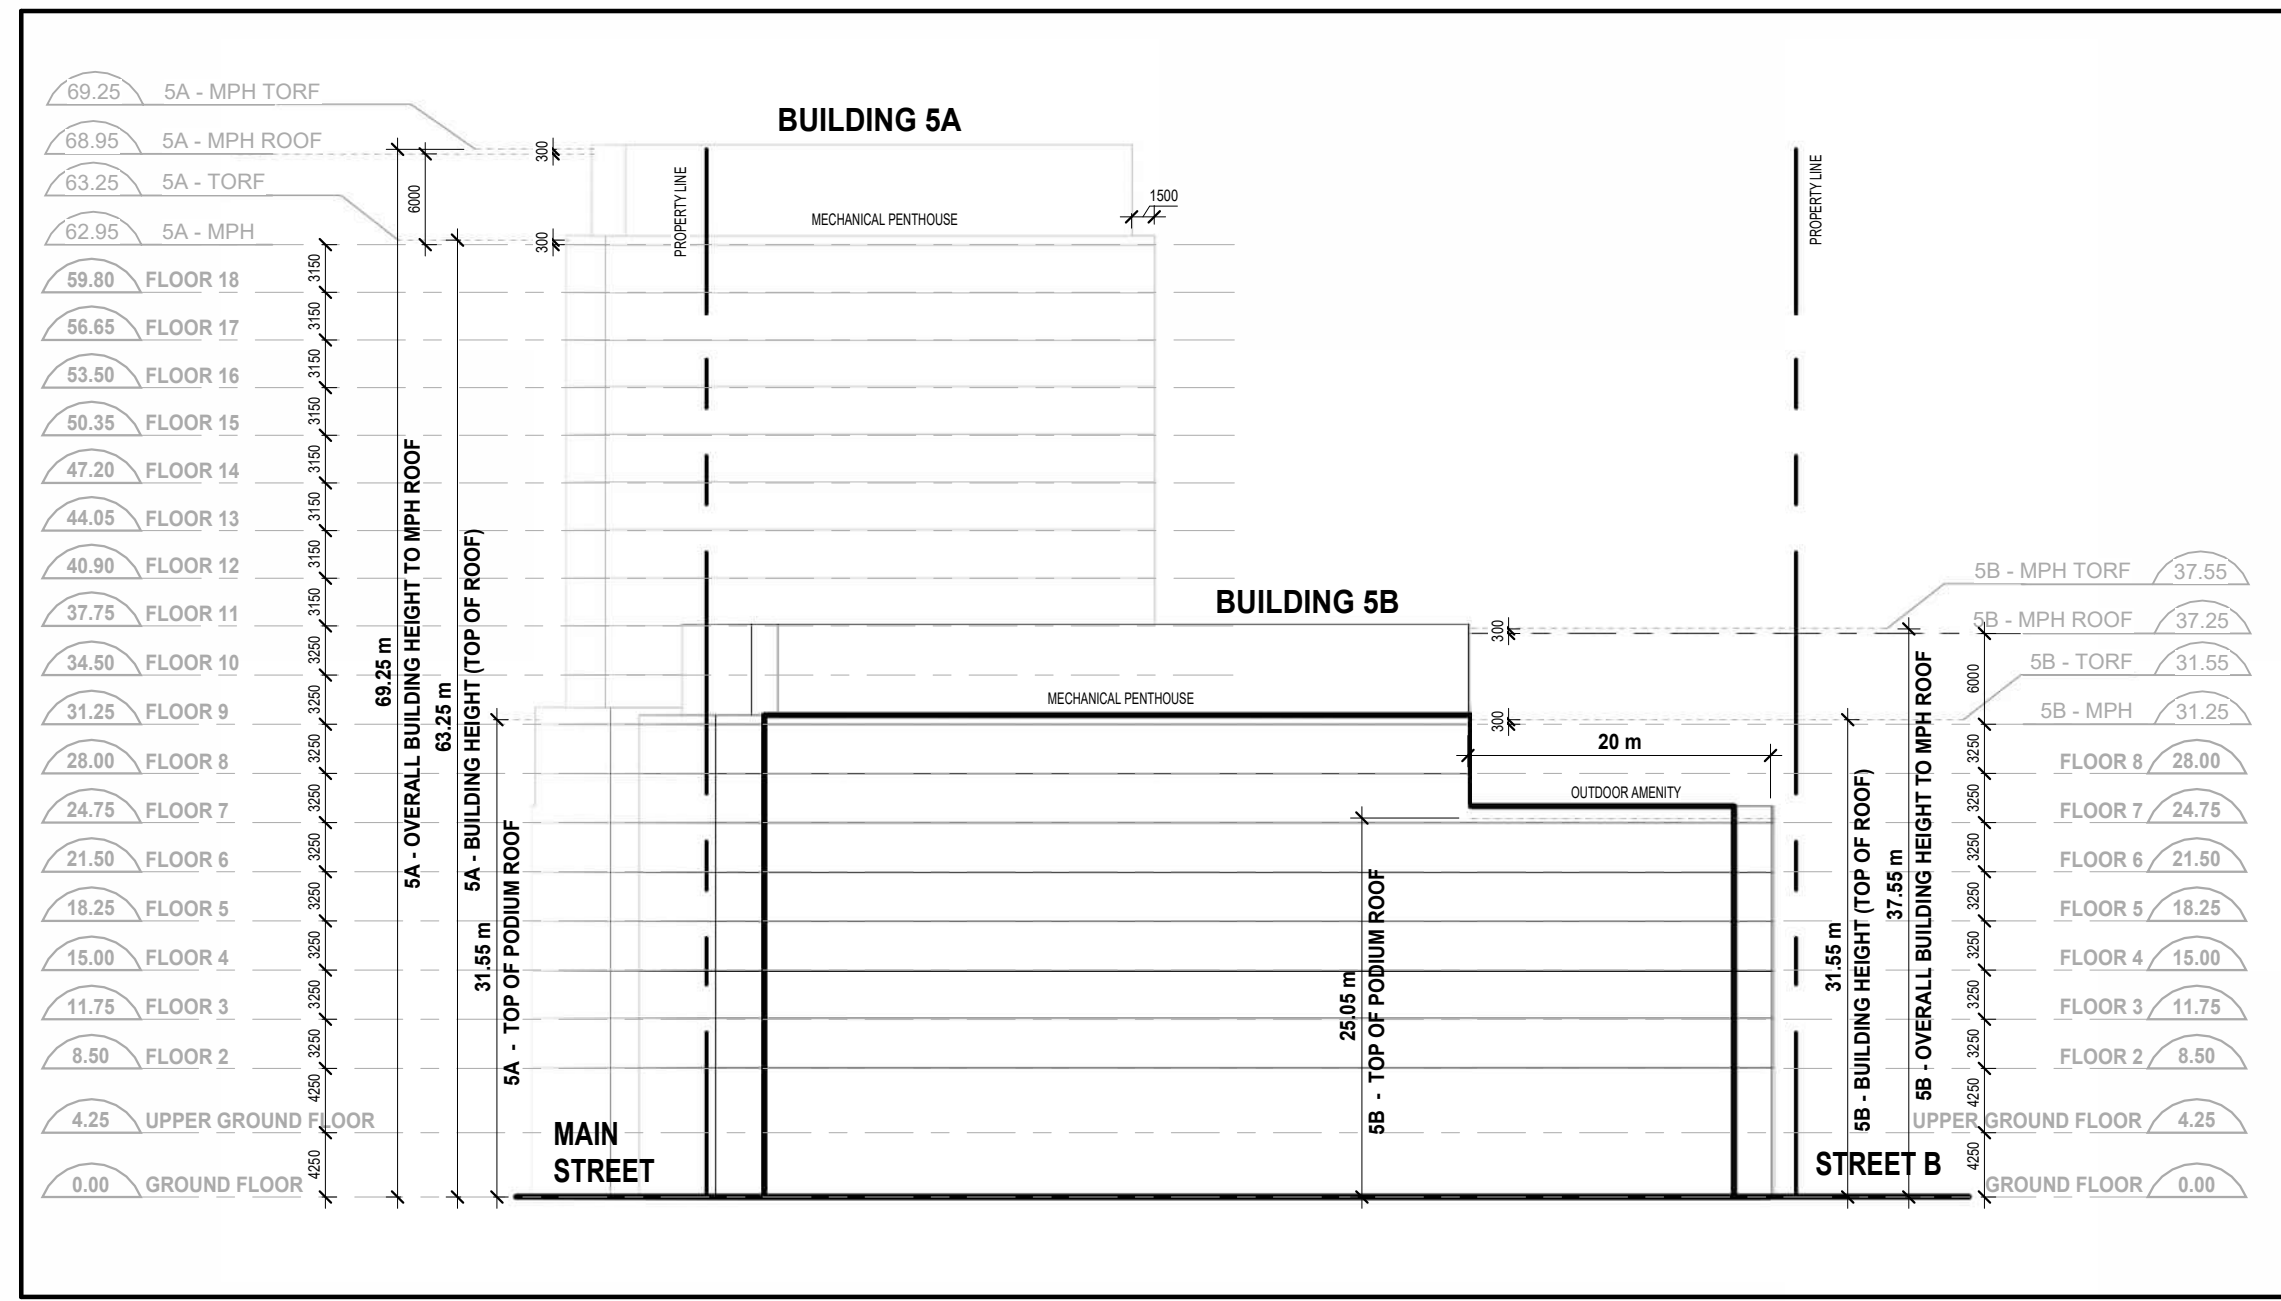 BUILDING 5A
69.25 5A - MPH TORF
68.95 5A - MPH ROOF
63.25 5A - TORF
62.95 5A - MPH
59.80 FLOOR 18
56.65 FLOOR 17
53.50 FLOOR 16
50.35 FLOOR 15
47.20 FLOOR 14
44.05 FLOOR 13
40.90 FLOOR 12
37.75 FLOOR 11
34.50 FLOOR 10
31.25 FLOOR 9
28.00 FLOOR 8
24.75 FLOOR 7
21.50 FLOOR 6
18.25 FLOOR 5
15.00 FLOOR 4
11.75 FLOOR 3
8.50 FLOOR 2
4.25 UPPER GROUND FLOOR
0.00 GROUND FLOOR
3150
3150
3150
3150
3150
3150
3150
3150
3250
3250
3250
3250
3250
3250
3250
3250
3250
4250
4250
69.25 m
5A - OVERALL BUILDING HEIGHT TO MPH ROOF
6000
63.25 m
5A - BUILDING HEIGHT (TOP OF ROOF)
31.55 m
5A - TOP OF PODIUM ROOF
300
300
PROPERTY LINE
MECHANICAL PENTHOUSE
1500
PROPERTY LINE
BUILDING 5B
MECHANICAL PENTHOUSE
300
300
20 m
OUTDOOR AMENITY
25.05 m
5B - TOP OF PODIUM ROOF
MAIN
STREET
STREET B
31.55 m
5B - BUILDING HEIGHT (TOP OF ROOF)
37.55 m
5B - OVERALL BUILDING HEIGHT TO MPH ROOF
6000
3250
3250
3250
3250
3250
3250
3250
4250
4250
5B - MPH TORF 37.55
5B - MPH ROOF 37.25
5B - TORF 31.55
5B - MPH 31.25
FLOOR 8 28.00
FLOOR 7 24.75
FLOOR 6 21.50
FLOOR 5 18.25
FLOOR 4 15.00
FLOOR 3 11.75
FLOOR 2 8.50
UPPER GROUND FLOOR 4.25
GROUND FLOOR 0.00